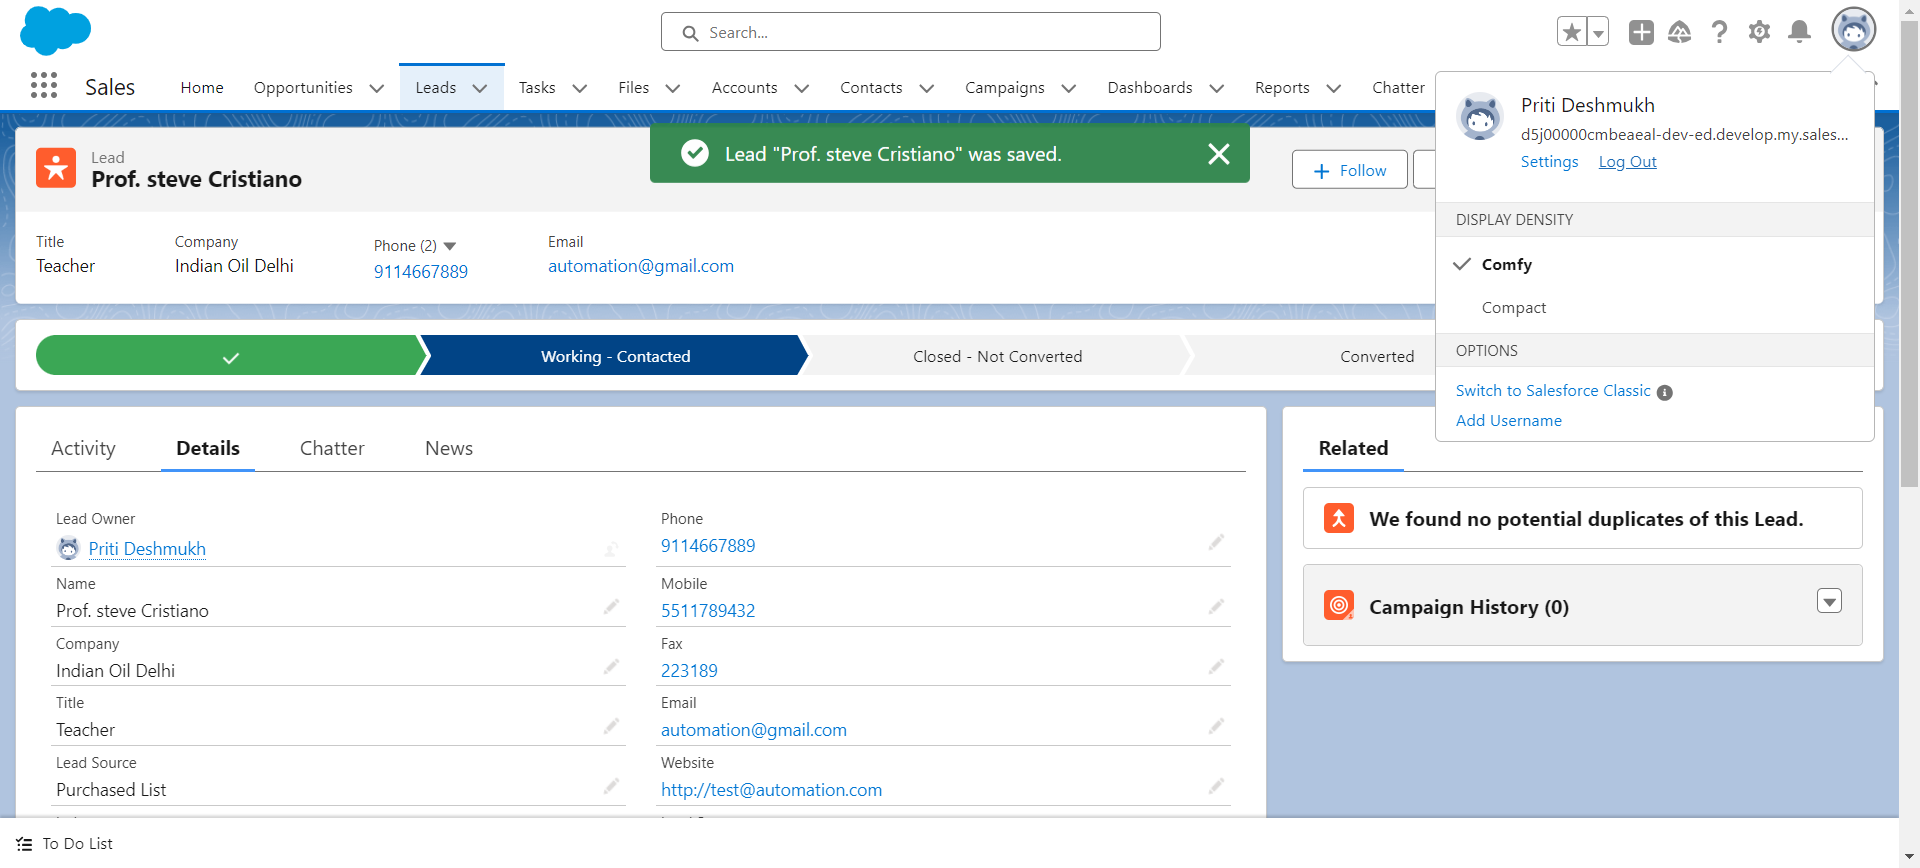 Search...
Sales
Home
Opportunities
Leads
Tasks
Files
Accounts
Contacts
Campaigns
Dashboards
Reports
Chatter
Lead
Prof. steve Cristiano
Lead "Prof. steve Cristiano" was saved.
+ Follow
Priti Deshmukh
d5j00000cmbeaeal-dev-ed.develop.my.sales...
Settings
Log Out
DISPLAY DENSITY
Comfy
Compact
OPTIONS
Switch to Salesforce Classic
Add Username
Title
Teacher
Company
Indian Oil Delhi
Phone (2)
9114667889
Email
automation@gmail.com
Working - Contacted
Closed - Not Converted
Converted
Activity
Details
Chatter
News
Lead Owner
Priti Deshmukh
Name
Prof. steve Cristiano
Company
Indian Oil Delhi
Title
Teacher
Lead Source
Purchased List
Phone
9114667889
Mobile
5511789432
Fax
223189
Email
automation@gmail.com
Website
http://test@automation.com
Related
We found no potential duplicates of this Lead.
Campaign History (0)
To Do List